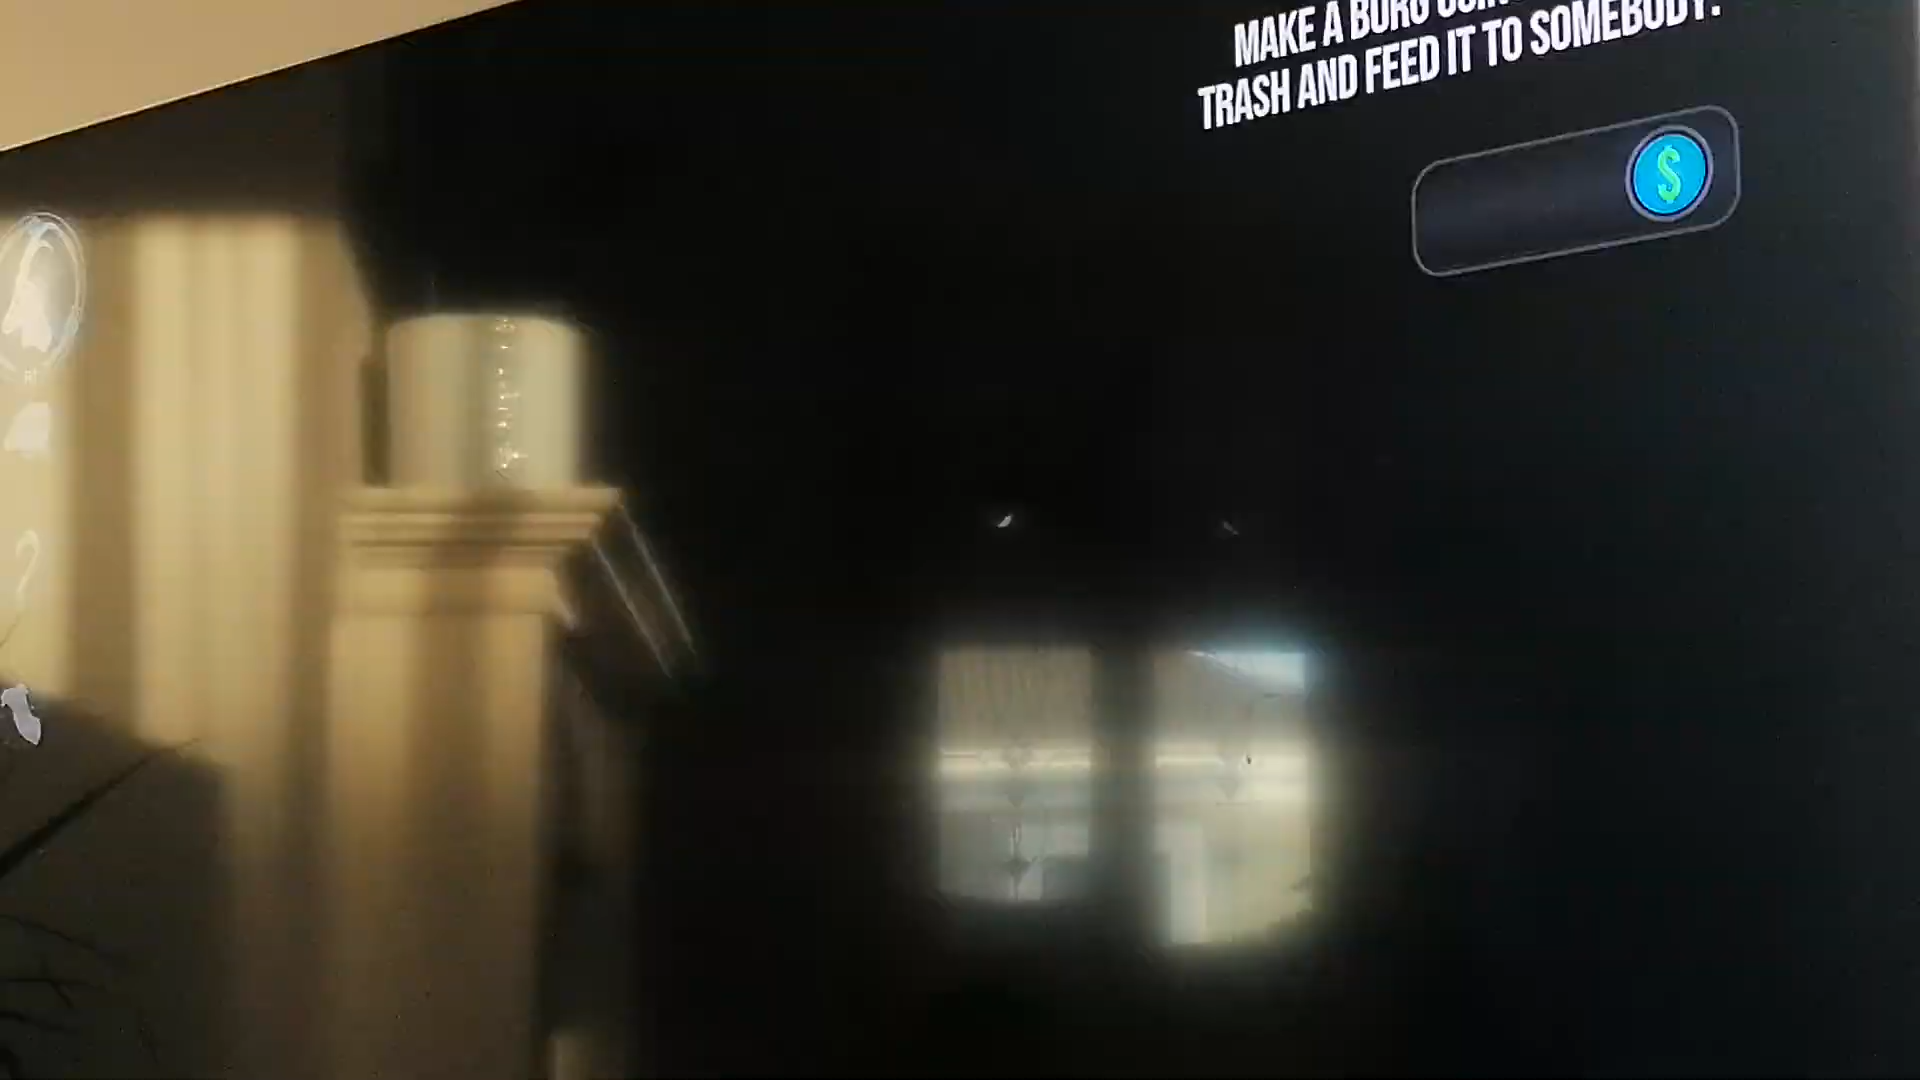 MAKE A BURG
TRASH AND FEED IT TO SOMEBODY.
$
?